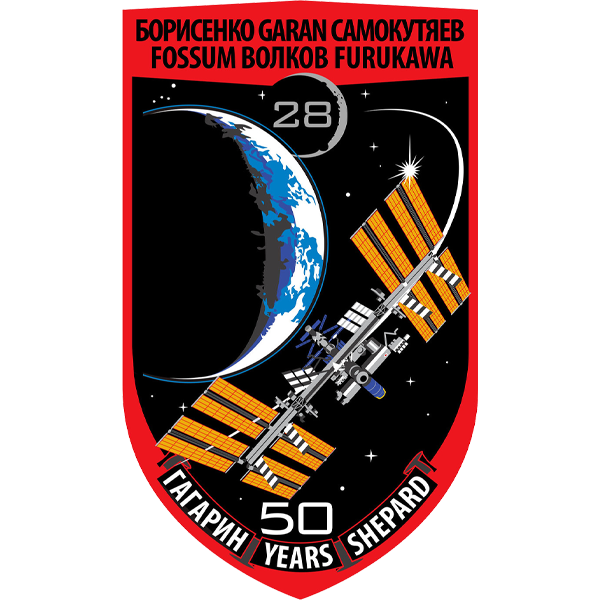 БОРИСЕНКО GARAN САМОКУТЯЕВ
FOSSUM ВОЛКОВ FURUKAWA
28
50
ГАГАРИН YEARS SHEPARD